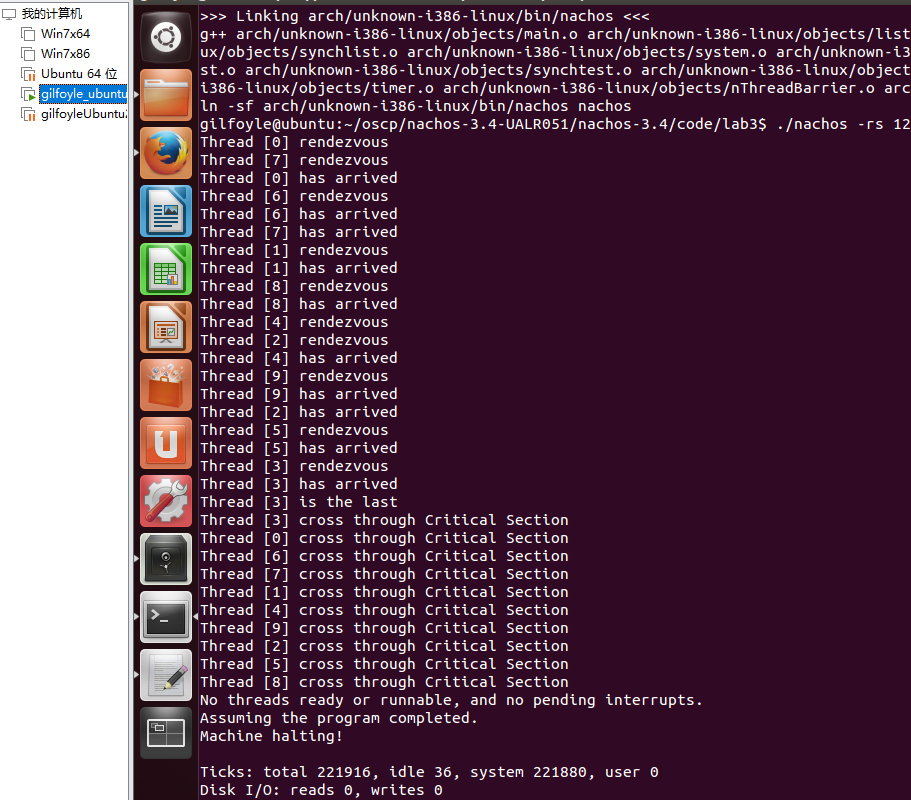 我的计算机
Win7x64
Win7x86
Ubuntu 64 位
gilfoyle_ubuntu
gilfoyleUbuntu
>>> Linking arch/unknown-i386-linux/bin/nachos <<<
g++ arch/unknown-i386-linux/objects/main.o arch/unknown-i386-linux/objects/list
ux/objects/synchlist.o arch/unknown-i386-linux/objects/system.o arch/unknown-i3
st.o arch/unknown-i386-linux/objects/synchtest.o arch/unknown-i386-linux/object
i386-linux/objects/timer.o arch/unknown-i386-linux/objects/nThreadBarrier.o arc
ln -sf arch/unknown-i386-linux/bin/nachos nachos
gilfoyle@ubuntu:~/oscp/nachos-3.4-UALR051/nachos-3.4/code/lab3$ ./nachos -rs 12
Thread [0] rendezvous
Thread [7] rendezvous
Thread [0] has arrived
Thread [6] rendezvous
Thread [6] has arrived
Thread [7] has arrived
Thread [1] rendezvous
Thread [1] has arrived
Thread [8] rendezvous
Thread [8] has arrived
Thread [4] rendezvous
Thread [2] rendezvous
Thread [4] has arrived
Thread [9] rendezvous
Thread [9] has arrived
Thread [2] has arrived
Thread [5] rendezvous
Thread [5] has arrived
Thread [3] rendezvous
Thread [3] has arrived
Thread [3] is the last
Thread [3] cross through Critical Section
Thread [0] cross through Critical Section
Thread [6] cross through Critical Section
Thread [7] cross through Critical Section
Thread [1] cross through Critical Section
Thread [4] cross through Critical Section
Thread [9] cross through Critical Section
Thread [2] cross through Critical Section
Thread [5] cross through Critical Section
Thread [8] cross through Critical Section
No threads ready or runnable, and no pending interrupts.
Assuming the program completed.
Machine halting!
Ticks: total 221916, idle 36, system 221880, user 0
Disk I/O: reads 0, writes 0